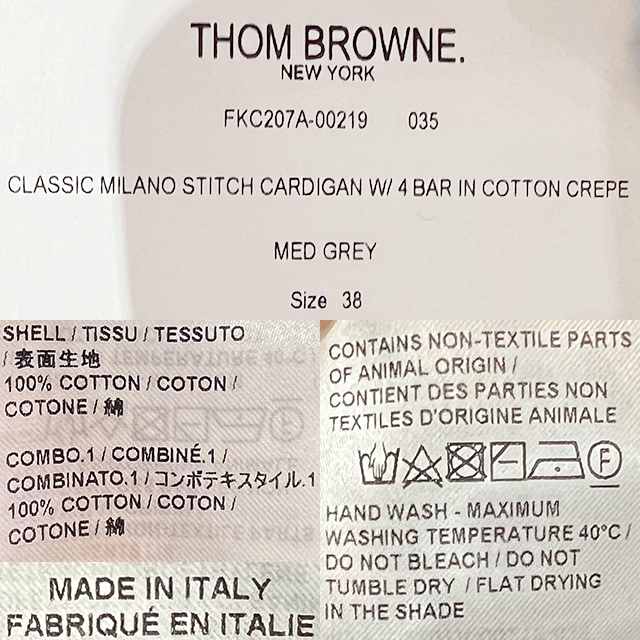 THOM BROWNE.
NEW YORK
FKC207A-00219 035
CLASSIC MILANO STITCH CARDIGAN W/ 4 BAR IN COTTON CREPE
MED GREY
Size 38
SHELL / TISSU / TESSUTO
/ 表面生地
100% COTTON / COTON /
COTONE / 綿
COMBO.1 / COMBINÉ.1 /
COMBINATO.1 / コンボテキスタイル.1
100% COTTON / COTON /
COTONE / 綿
MADE IN ITALY
FABRIQUÉ EN ITALIE
CONTAINS NON-TEXTILE PARTS
OF ANIMAL ORIGIN /
CONTIENT DES PARTIES NON
TEXTILES D'ORIGINE ANIMALE
F
HAND WASH - MAXIMUM
WASHING TEMPERATURE 40°C /
DO NOT BLEACH / DO NOT
TUMBLE DRY / FLAT DRYING
IN THE SHADE